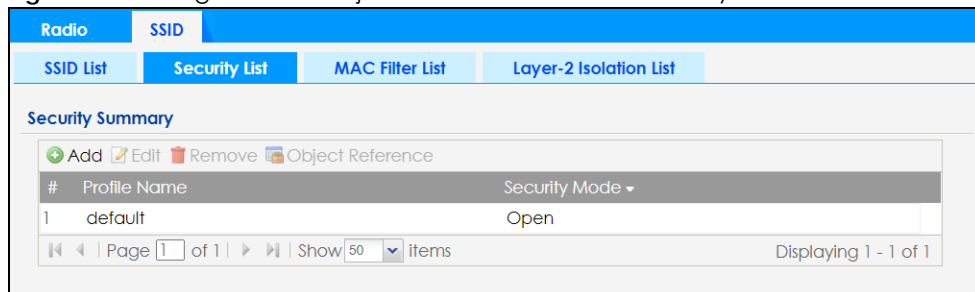 Radio SSID
SSID List Security List MAC Filter List Layer-2 Isolation List
Security Summary
Add Edit Remove Object Reference
# Profile Name Security Mode
1 default Open
Page 1 of 1 Show 50 items Displaying 1 - 1 of 1